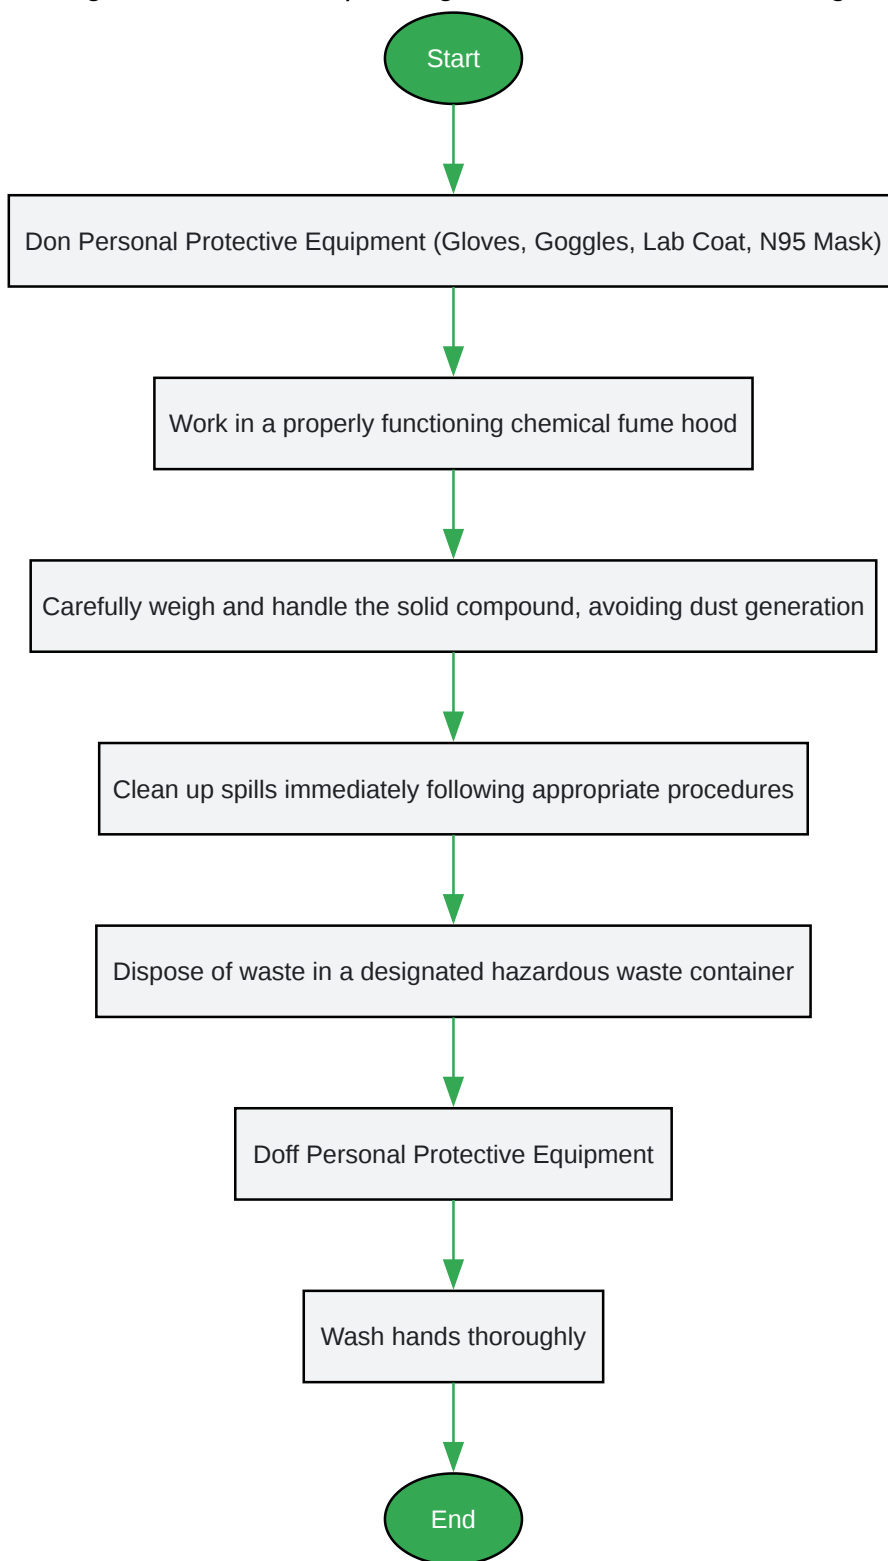 Start
Don Personal Protective Equipment (Gloves, Goggles, Lab Coat, N95 Mask)
Work in a properly functioning chemical fume hood
Carefully weigh and handle the solid compound, avoiding dust generation
Clean up spills immediately following appropriate procedures
Dispose of waste in a designated hazardous waste container
Doff Personal Protective Equipment
Wash hands thoroughly
End